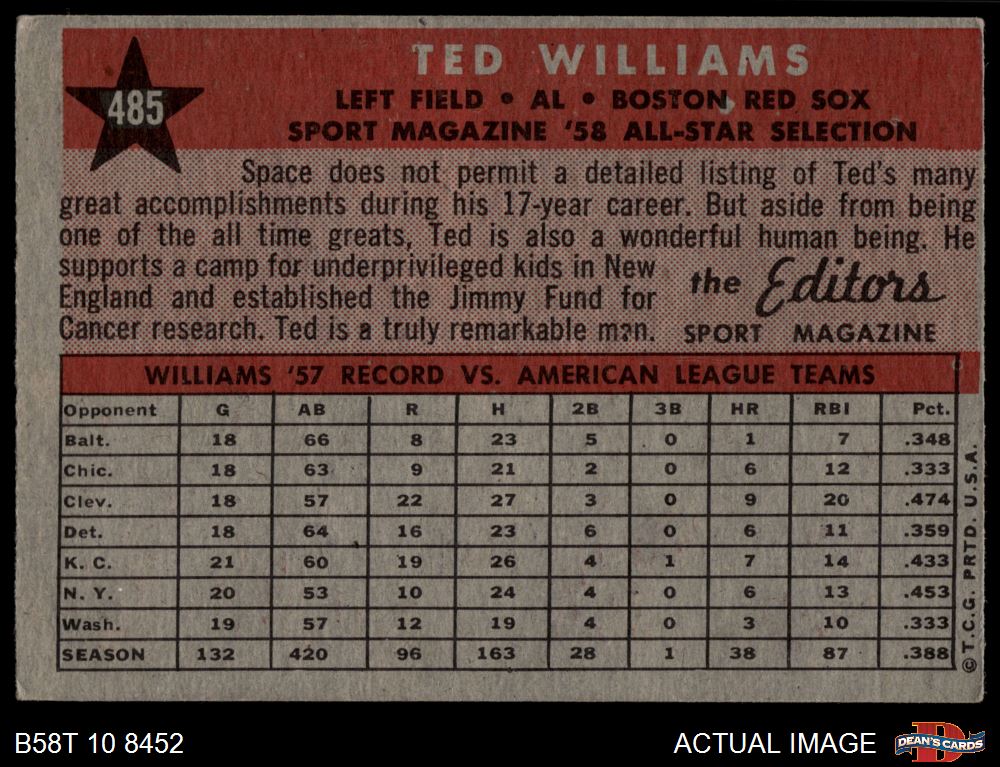 TED WILLIAMS
485
LEFT FIELD • AL • BOSTON RED SOX
SPORT MAGAZINE '58 ALL-STAR SELECTION
Space does not permit a detailed listing of Ted's many
great accomplishments during his 17-year career. But aside from being
one of the all time greats, Ted is also a wonderful human being. He
supports a camp for underprivileged kids in New
England and established the Jimmy Fund for
Cancer research. Ted is a truly remarkable man.
the Editors
SPORT MAGAZINE
WILLIAMS '57 RECORD VS. AMERICAN LEAGUE TEAMS
Opponent G AB R H 2B 3B HR RBI Pct.
Balt. 18 66 8 23 5 0 1 7 .348
Chic. 18 63 9 21 2 0 6 12 .333
Clev. 18 57 22 27 3 0 9 20 .474
Det. 18 64 16 23 6 0 6 11 .359
K. C. 21 60 19 26 4 1 7 14 .433
N. Y. 20 53 10 24 4 0 6 13 .453
Wash. 19 57 12 19 4 0 3 10 .333
SEASON 132 420 96 163 28 1 38 87 .388
© T.C.G. PRTD. U.S.A.
B58T 10 8452
ACTUAL IMAGE
D
DEAN'S CARDS